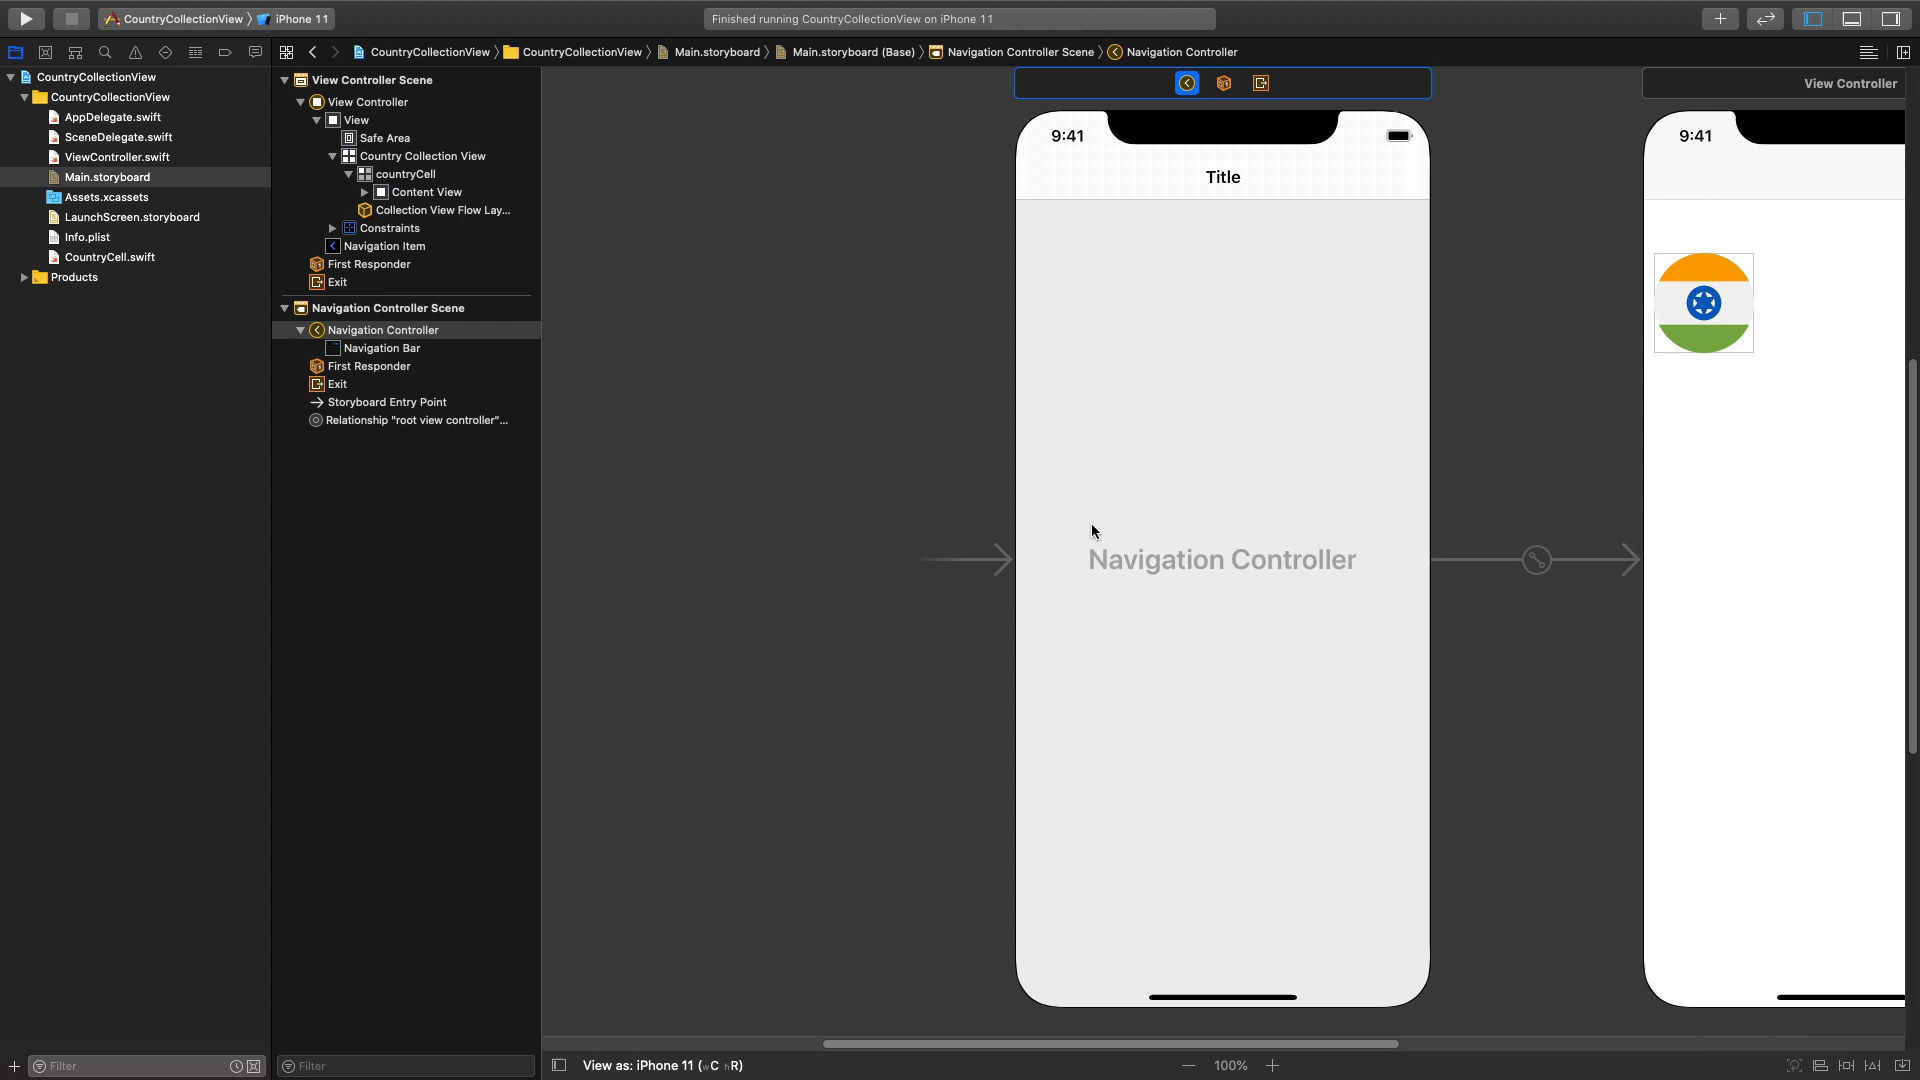 CountryCollectionView
iPhone 11
Finished running CountryCollectionView on iPhone 11
CountryCollectionView
CountryCollectionView
Main.storyboard
Main.storyboard (Base)
Navigation Controller Scene
Navigation Controller
CountryCollectionView
CountryCollectionView
AppDelegate.swift
SceneDelegate.swift
ViewController.swift
Main.storyboard
Assets.xcassets
LaunchScreen.storyboard
Info.plist
CountryCell.swift
Products
Filter
View Controller Scene
View Controller
View
Safe Area
Country Collection View
countryCell
Content View
Collection View Flow Lay...
Constraints
Navigation Item
First Responder
Exit
Navigation Controller Scene
Navigation Controller
Navigation Bar
First Responder
Exit
Storyboard Entry Point
Relationship "root view controller"...
Filter
9:41
Title
Navigation Controller
View Controller
9:41
View as: iPhone 11 (wC hR)
100%